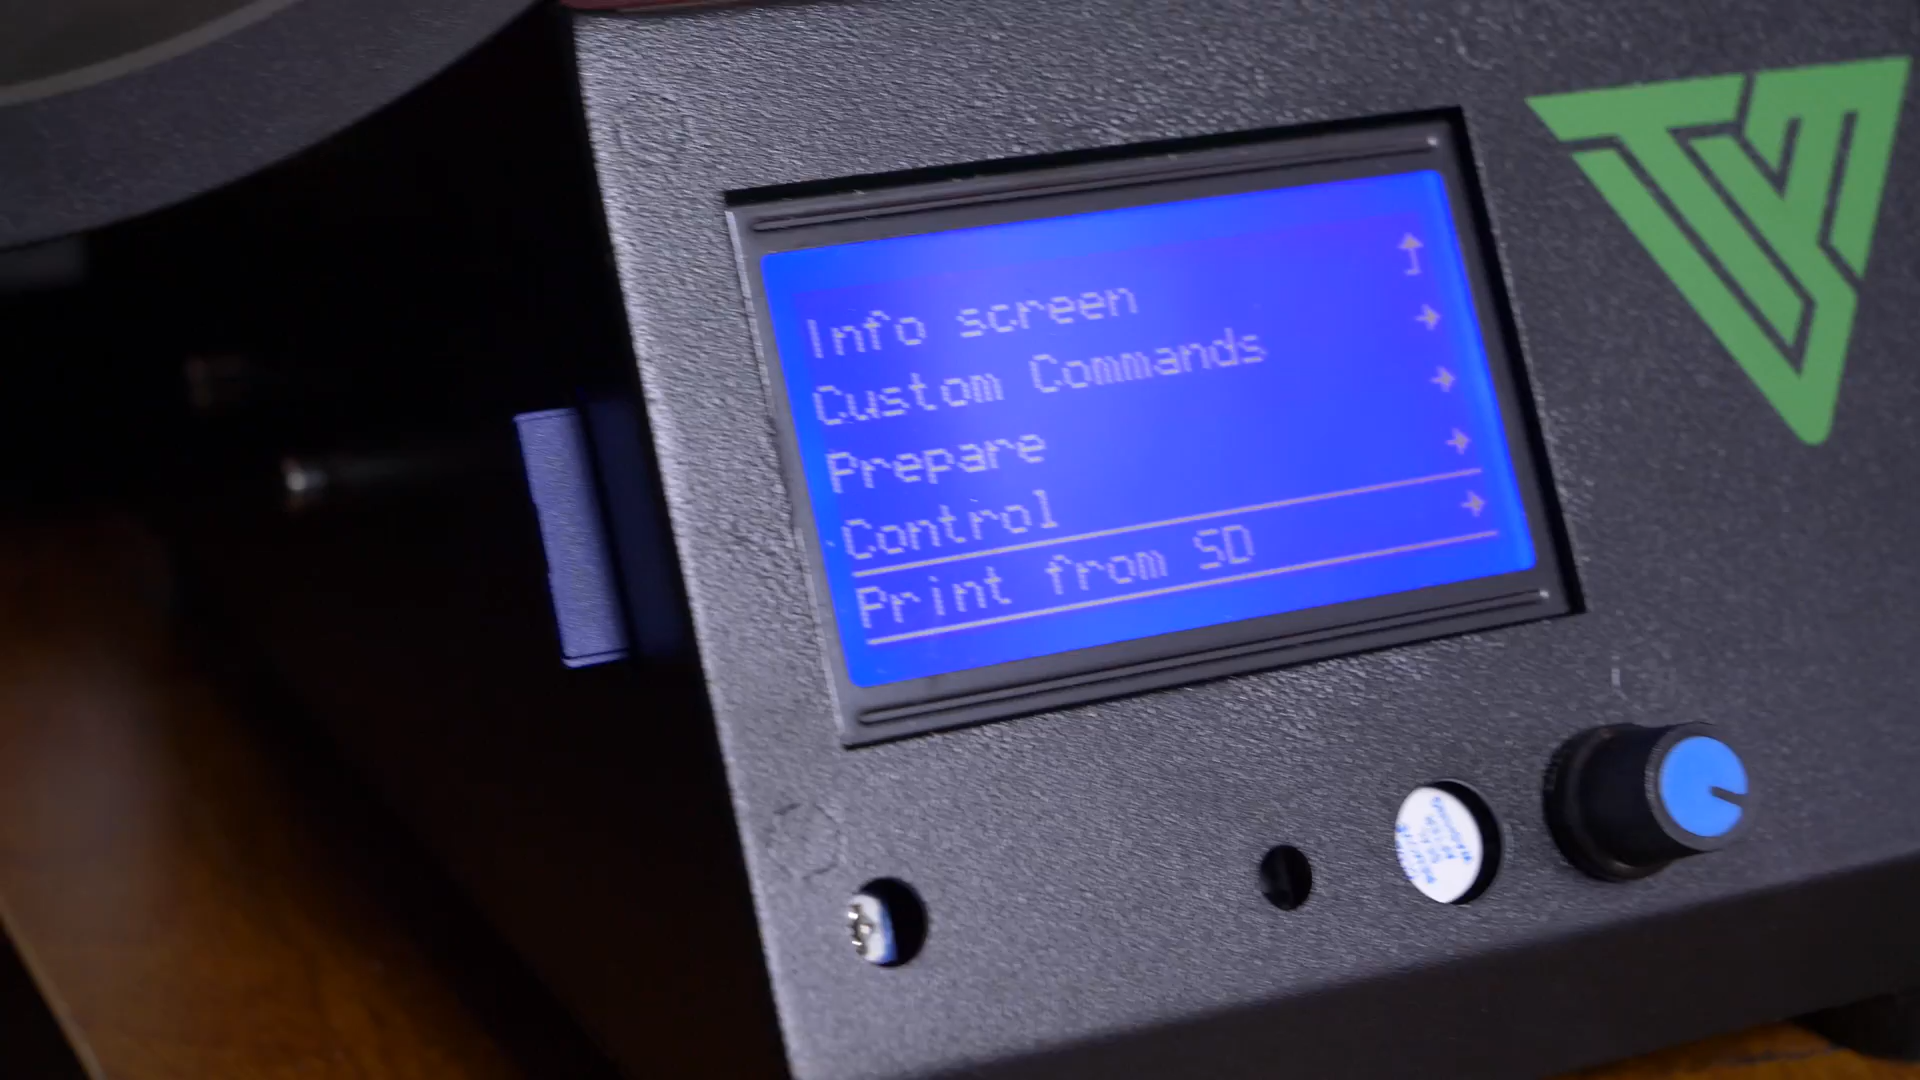 Info screen
Custom Commands
Prepare
Control
Print from SD